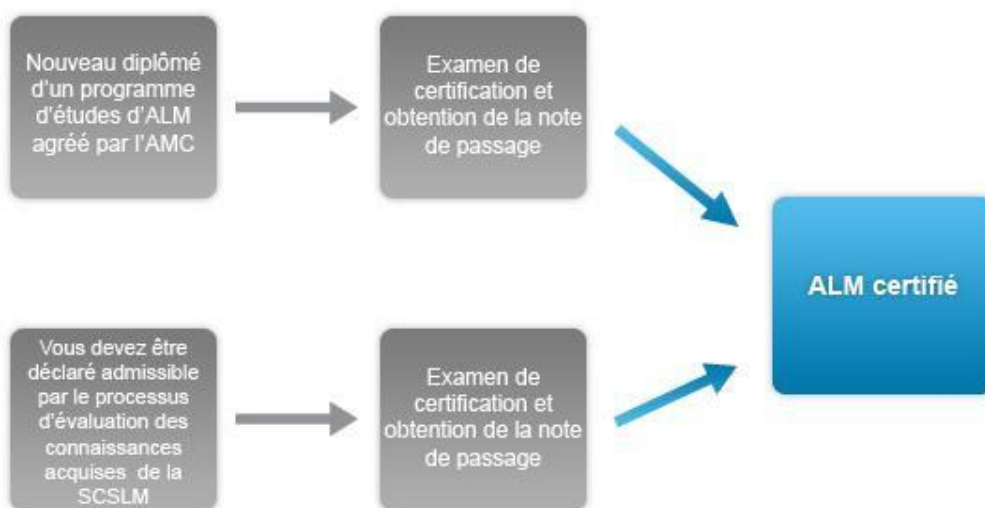 Nouveau diplômé
d'un programme
d'études d'ALM
agréé par l'AMC
Examen de
certification et
obtention de la note
de passage
ALM certifié
Vous devez être
déclaré admissible
par le processus
d'évaluation des
connaissances
acquises de la
SCSLM
Examen de
certification et
obtention de la note
de passage